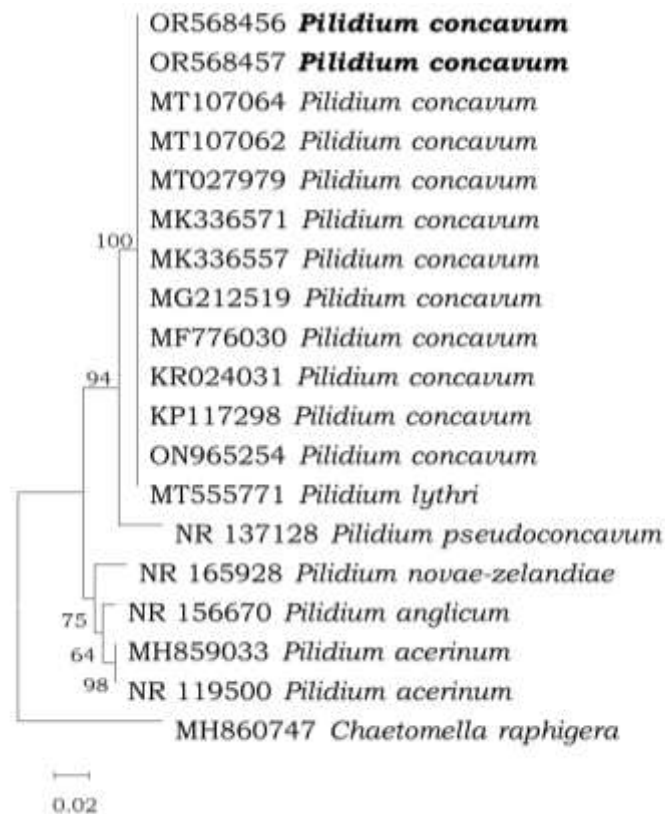 OR568456 Pilidium concavum
OR568457 Pilidium concavum
MT107064 Pilidium concavum
MT107062 Pilidium concavum
MT027979 Pilidium concavum
MK336571 Pilidium concavum
100
MK336557 Pilidium concavum
MG212519 Pilidium concavum
MF776030 Pilidium concavum
94
KR024031 Pilidium concavum
KP117298 Pilidium concavum
ON965254 Pilidium concavum
MT555771 Pilidium lythri
NR 137128 Pilidium pseudoconcavum
NR 165928 Pilidium novae-zelandiae
NR 156670 Pilidium anglicum
75
MH859033 Pilidium acerinum
64
NR 119500 Pilidium acerinum
98
MH860747 Chaetomella raphigera
0.02